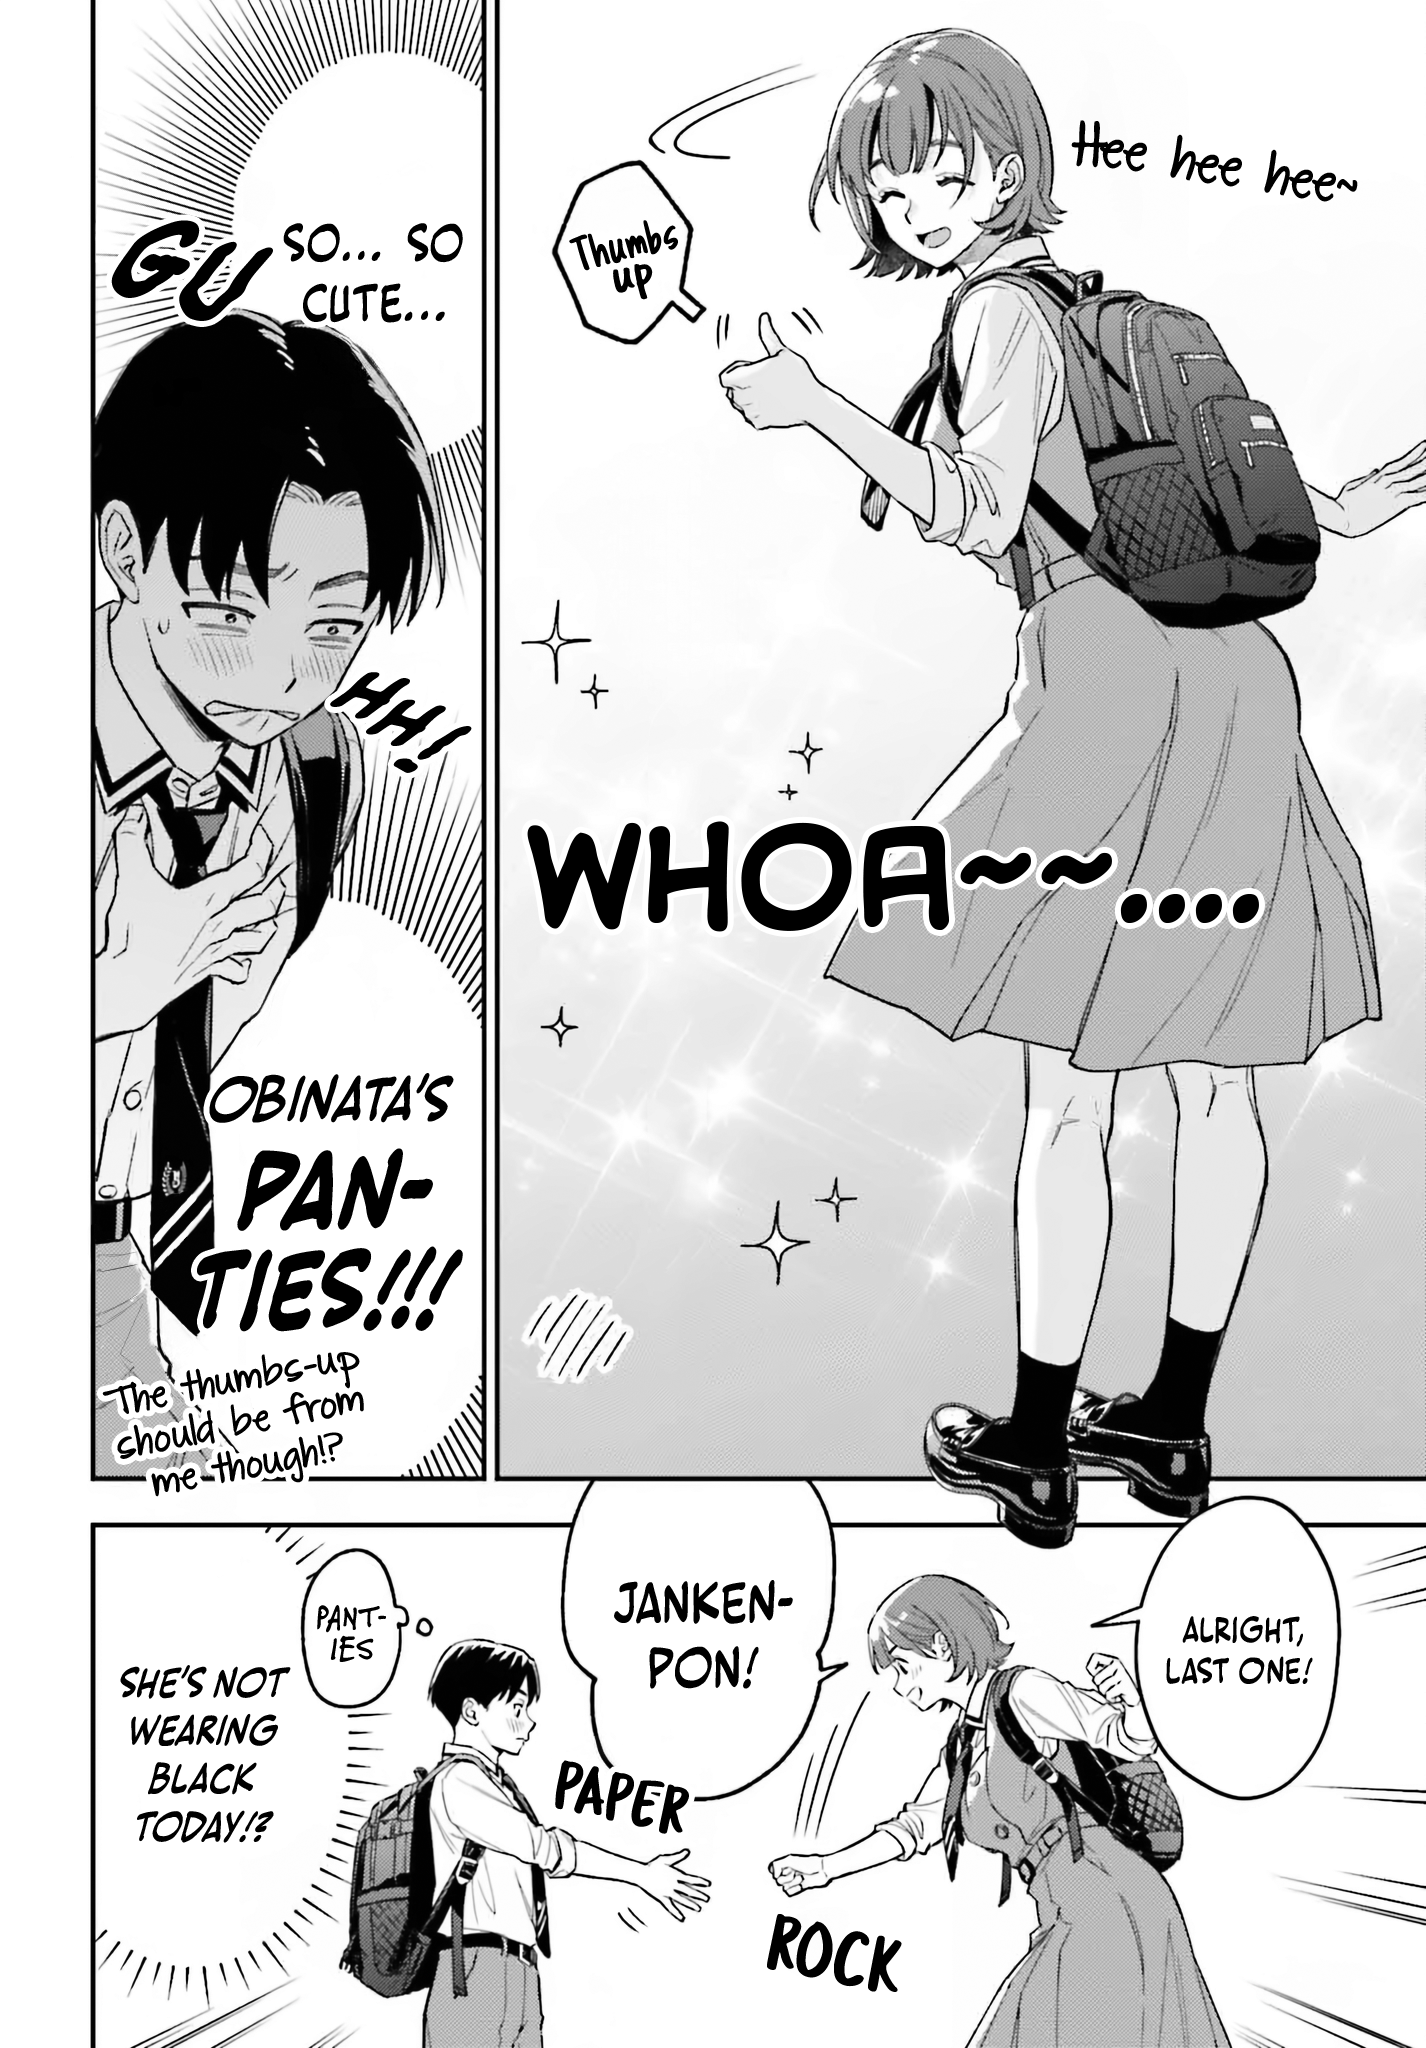 Hee hee hee~
Thumbs
up
WHOA~~....
SO... SO
CUTE...
GU
HH!
OBINATA'S
PAN-
TIES!!!
The thumbs-up
should be from
me though!?
ALRIGHT,
LAST ONE!
JANKEN-
PON!
ROCK
PAPER
PANT-
IES
SHE'S NOT
WEARING
BLACK
TODAY!?